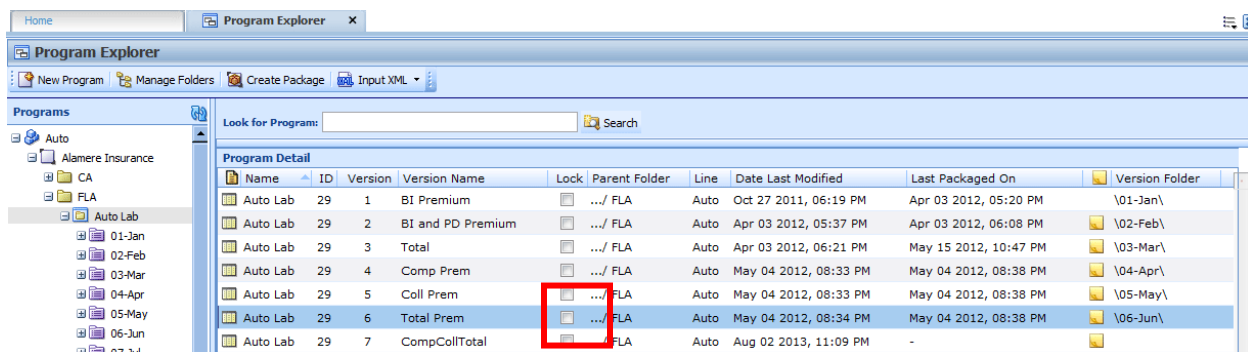 Home Program Explorer x
Program Explorer
New Program Manage Folders Create Package Input XML
Programs
Look for Program: Search
Auto
Alamere Insurance
CA
FLA
Auto Lab
01-Jan
02-Feb
03-Mar
04-Apr
05-May
06-Jun
Program Detail
Name ID Version Version Name Lock Parent Folder Line Date Last Modified Last Packaged On Version Folder
Auto Lab 29 1 BI Premium .../ FLA Auto Oct 27 2011, 06:19 PM Apr 03 2012, 05:20 PM \01-Jan\
Auto Lab 29 2 BI and PD Premium .../ FLA Auto Apr 03 2012, 05:37 PM Apr 03 2012, 06:08 PM \02-Feb\
Auto Lab 29 3 Total .../ FLA Auto Apr 03 2012, 06:21 PM May 15 2012, 10:47 PM \03-Mar\
Auto Lab 29 4 Comp Prem .../ FLA Auto May 04 2012, 08:33 PM May 04 2012, 08:38 PM \04-Apr\
Auto Lab 29 5 Coll Prem .../ FLA Auto May 04 2012, 08:33 PM May 04 2012, 08:38 PM \05-May\
Auto Lab 29 6 Total Prem .../ FLA Auto May 04 2012, 08:34 PM May 04 2012, 08:38 PM \06-Jun\
Auto Lab 29 7 CompCollTotal .../ FLA Auto Aug 02 2013, 11:09 PM -